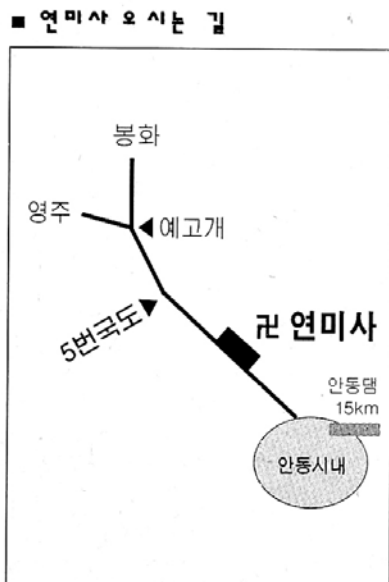 ■ 연미사 오시는 길
봉화
영주
◀예고개
5번국도▶
卍 연미사
안동댐
15km
안동시내